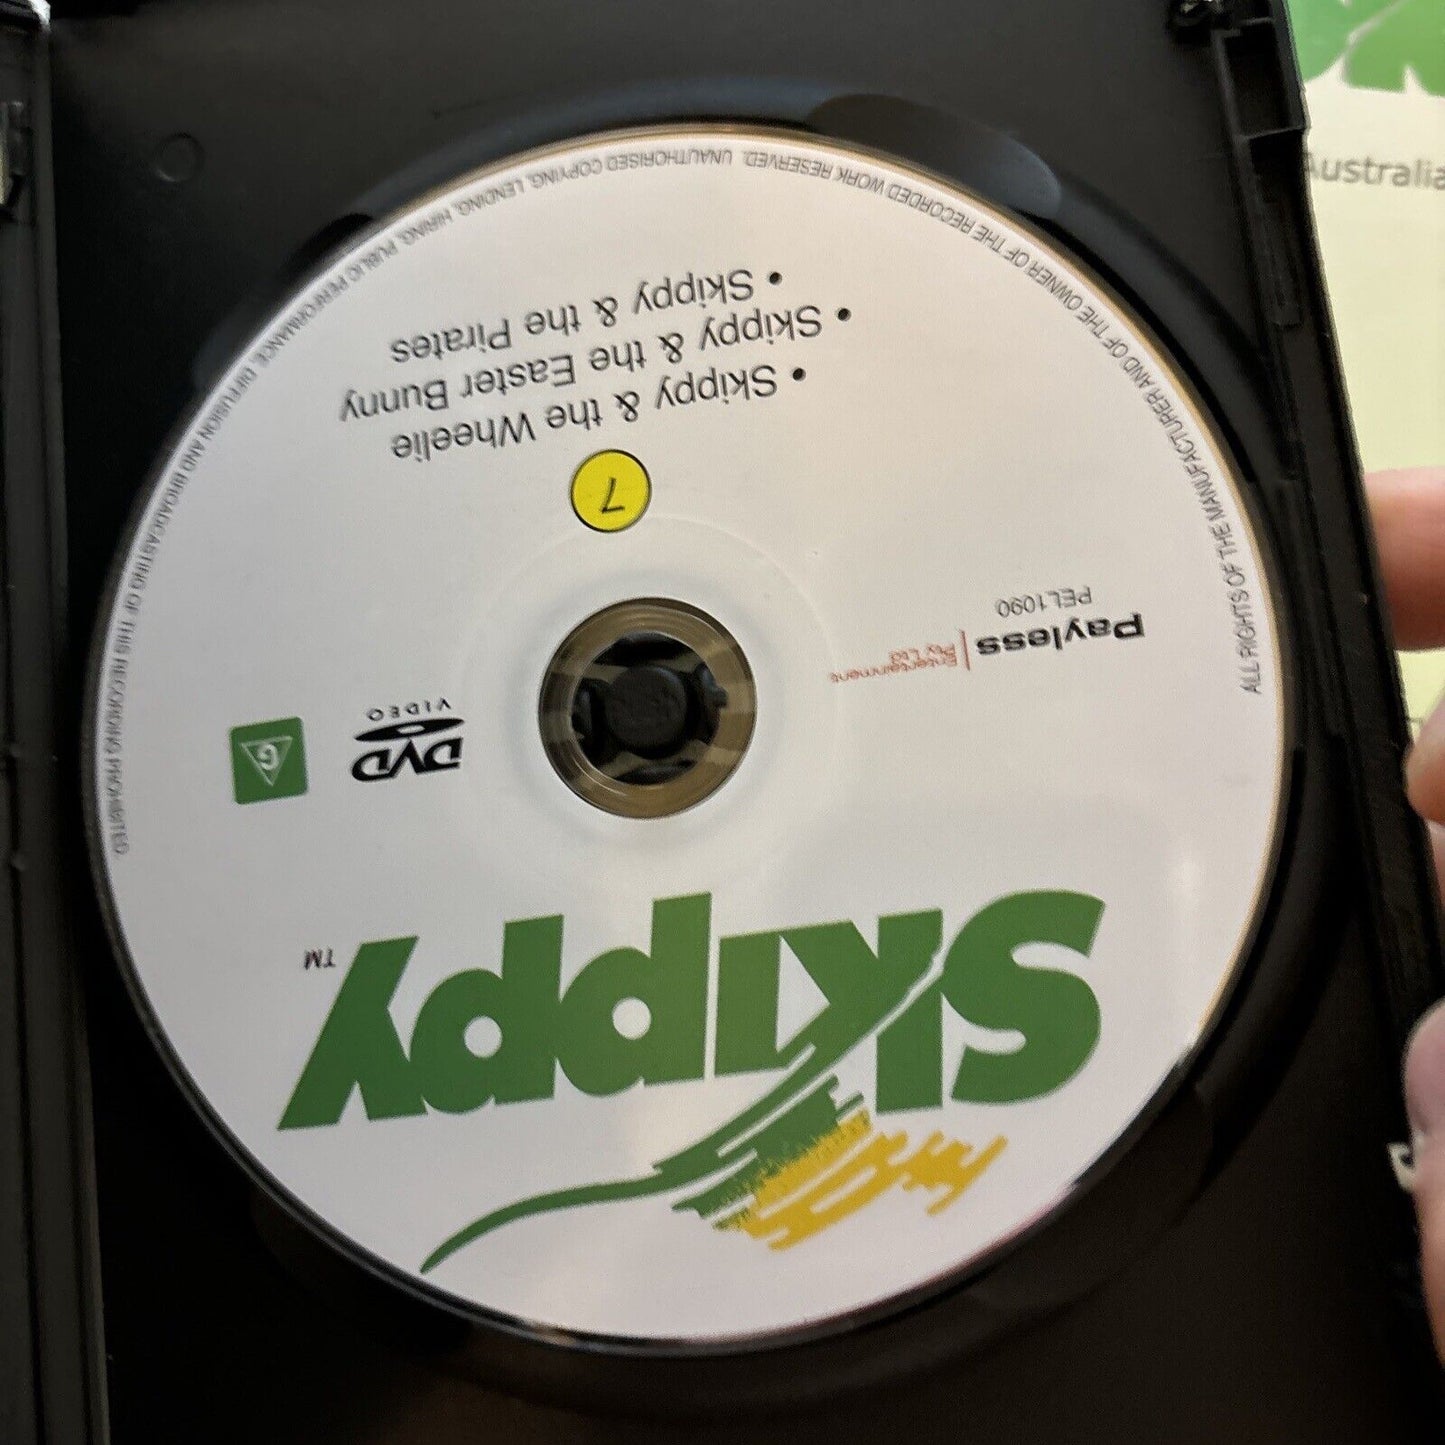 SKIPPY™
Payless
Entertainment
Pty Ltd
PEL1090
DVD
VIDEO
G
7
• Skippy & the Wheelie
• Skippy & the Easter Bunny
• Skippy & the Pirates
ALL RIGHTS OF THE MANUFACTURER AND OF THE OWNER OF THE RECORDED WORK RESERVED. UNAUTHORISED COPYING, LENDING, HIRING, PUBLIC PERFORMANCE, DIFFUSION AND BROADCASTING OF THIS RECORDING PROHIBITED.
Australia